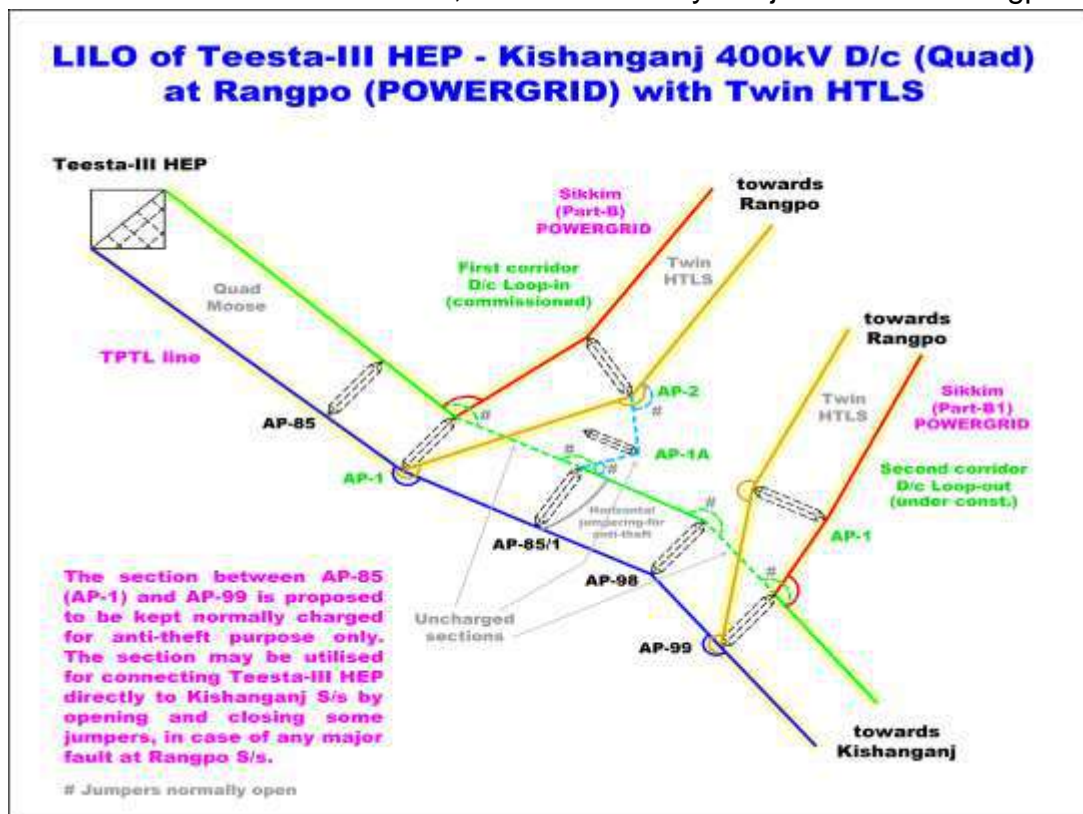 LILO of Teesta-III HEP - Kishanganj 400kV D/c (Quad)
at Rangpo (POWERGRID) with Twin HTLS
Teesta-III HEP
Quad
Moose
TPTL line
Sikkim
(Part-B)
POWERGRID
First corridor
D/c Loop-in
(commissioned)
towards
Rangpo
Twin
HTLS
towards
Rangpo
Twin
HTLS
Sikkim
(Part-B1)
POWERGRID
Second corridor
D/c Loop-out
(under const.)
AP-85
#
AP-2
#
AP-1
#
#
AP-1A
#
Horizontal
jumpering for
anti-theft
AP-85/1
AP-1
AP-98
#
Uncharged
sections
AP-99
towards
Kishanganj
The section between AP-85
(AP-1) and AP-99 is proposed
to be kept normally charged
for anti-theft purpose only.
The section may be utilised
for connecting Teesta-III HEP
directly to Kishanganj S/s by
opening and closing some
jumpers, in case of any major
fault at Rangpo S/s.
# Jumpers normally open